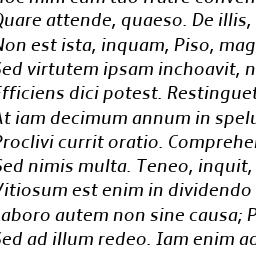 Quare attende, quaeso. De illis,
Non est ista, inquam, Piso, mag
Sed virtutem ipsam inchoavit, n
Efficiens dici potest. Restinguet
At iam decimum annum in spelu
Proclivi currit oratio. Comprehe
Sed nimis multa. Teneo, inquit,
Vitiosum est enim in dividendo
Laboro autem non sine causa; P
Sed ad illum redeo. Iam enim ad